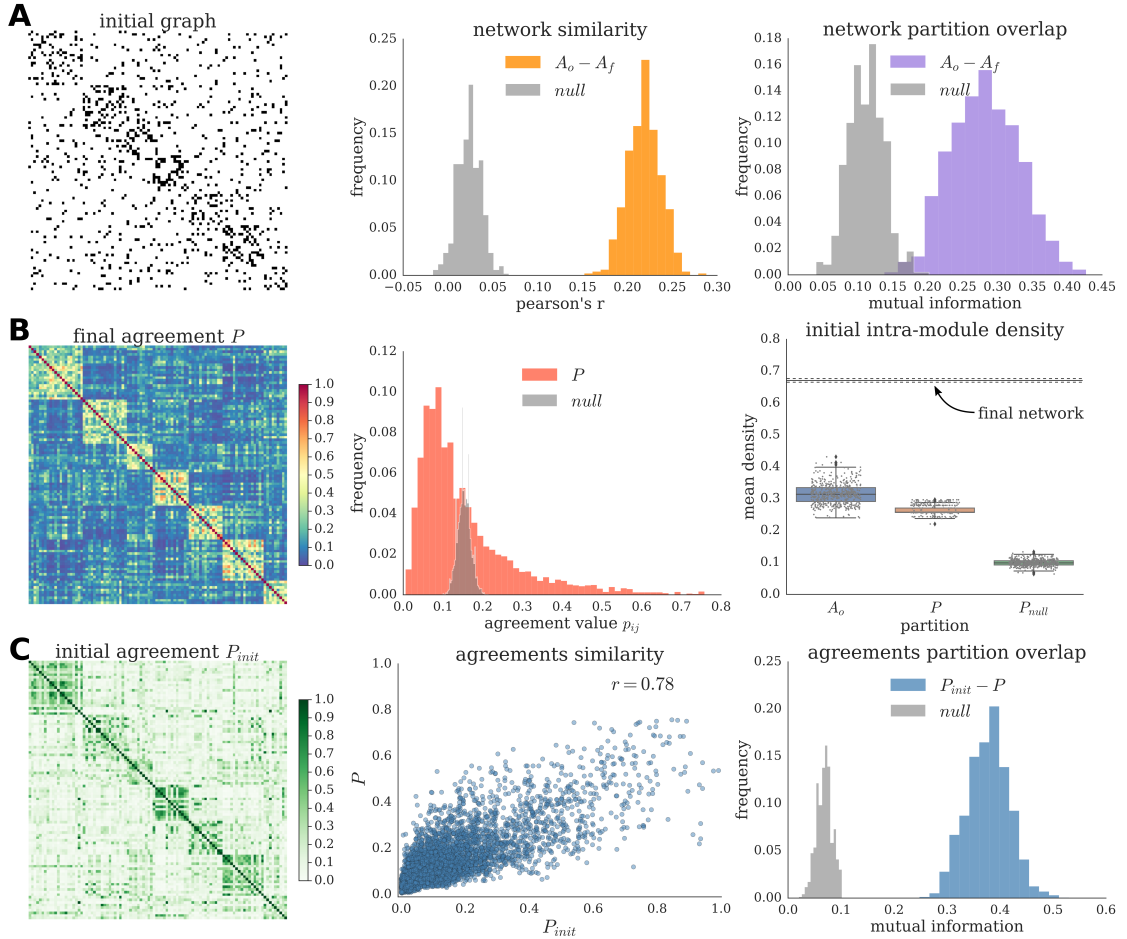 A
initial graph
network similarity
0.25
0.20
0.15
0.10
0.05
0.00
frequency
A_o − A_f
null
−0.05
0.00
0.05
0.10
0.15
0.20
0.25
0.30
pearson's r
network partition overlap
0.18
0.16
0.14
0.12
0.10
0.08
0.06
0.04
0.02
0.00
frequency
A_o − A_f
null
0.00
0.05
0.10
0.15
0.20
0.25
0.30
0.35
0.40
0.45
mutual information
B
final agreement P
1.0
0.9
0.8
0.7
0.6
0.5
0.4
0.3
0.2
0.1
0.0
0.12
0.10
0.08
0.06
0.04
0.02
0.00
frequency
P
null
0.0
0.1
0.2
0.3
0.4
0.5
0.6
0.7
0.8
agreement value p_ij
initial intra-module density
0.8
0.7
0.6
0.5
0.4
0.3
0.2
0.1
0.0
mean density
final network
A_o
P
P_null
partition
C
initial agreement P_init
1.0
0.9
0.8
0.7
0.6
0.5
0.4
0.3
0.2
0.1
0.0
agreements similarity
r = 0.78
1.0
0.8
0.6
0.4
0.2
0.0
P
0.0
0.2
0.4
0.6
0.8
1.0
P_init
agreements partition overlap
0.25
0.20
0.15
0.10
0.05
0.00
frequency
P_init − P
null
0.0
0.1
0.2
0.3
0.4
0.5
0.6
mutual information